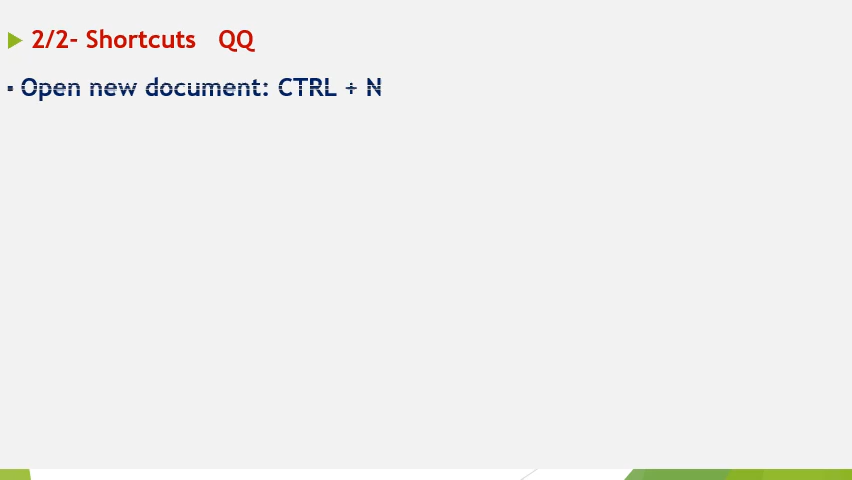 2/2- Shortcuts QQ
▪ Open new document: CTRL + N